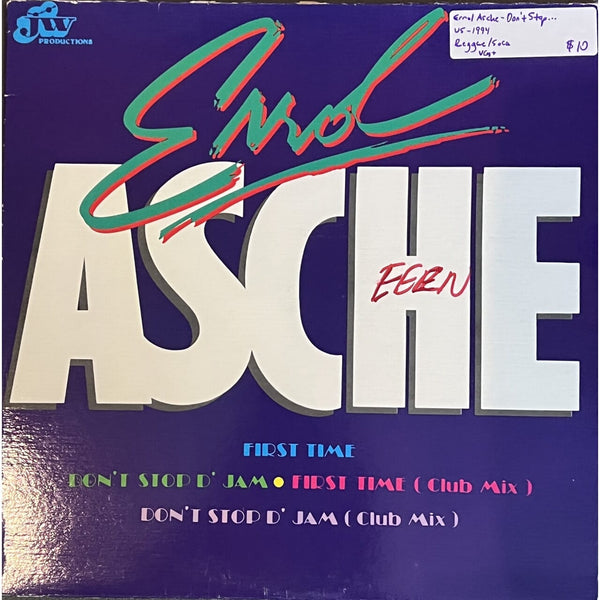 JW
PRODUCTIONS
Errol Asche - Don't Stop...
US - 1994
Reggae/Soca
VG+
$10
Errol
ASCHE
FIRST TIME
DON'T STOP D' JAM • FIRST TIME ( Club Mix )
DON'T STOP D' JAM ( Club Mix )